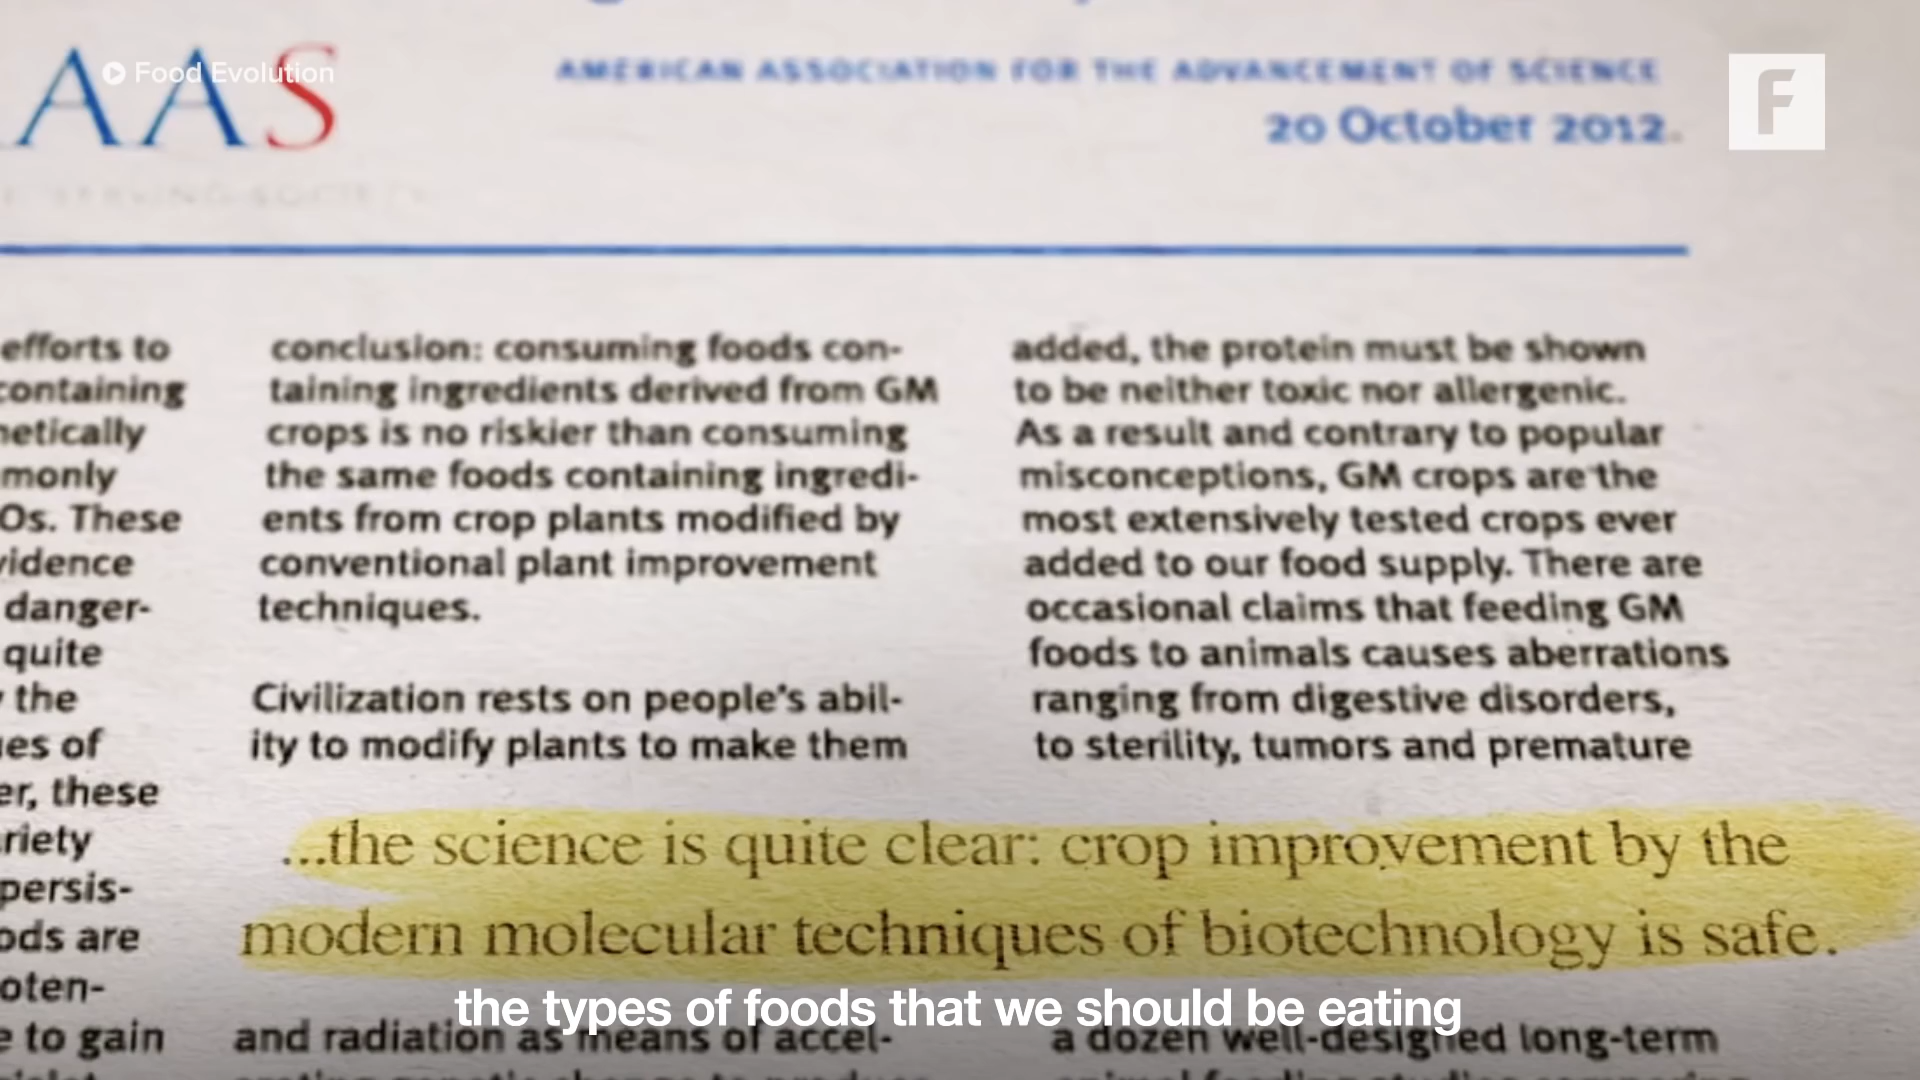 Food Evolution
AAS
AMERICAN ASSOCIATION FOR THE ADVANCEMENT OF SCIENCE
20 October 2012
F
efforts to
containing
netically
monly
Os. These
vidence
danger-
quite
the
es of
er, these
riety
persis-
ods are
oten-
e to gain
conclusion: consuming foods con-
taining ingredients derived from GM
crops is no riskier than consuming
the same foods containing ingredi-
ents from crop plants modified by
conventional plant improvement
techniques.
Civilization rests on people's abil-
ity to modify plants to make them
added, the protein must be shown
to be neither toxic nor allergenic.
As a result and contrary to popular
misconceptions, GM crops are the
most extensively tested crops ever
added to our food supply. There are
occasional claims that feeding GM
foods to animals causes aberrations
ranging from digestive disorders,
to sterility, tumors and premature
...the science is quite clear: crop improvement by the
modern molecular techniques of biotechnology is safe.
the types of foods that we should be eating
and radiation as means of accel-
a dozen well-designed long-term